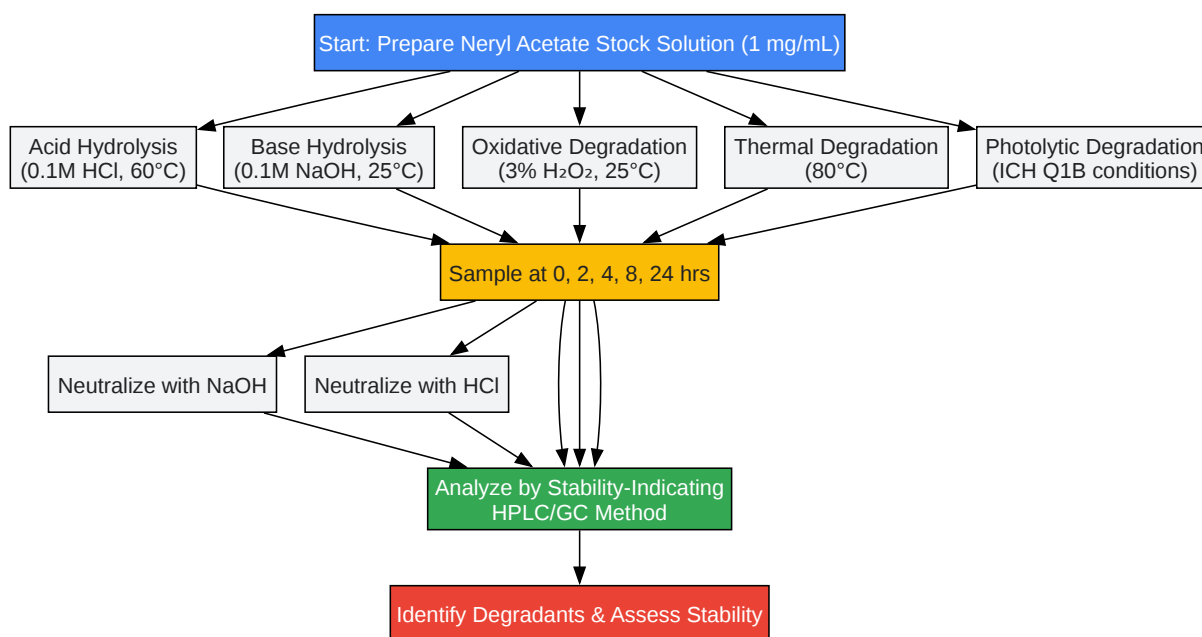 Start: Prepare Neryl Acetate Stock Solution (1 mg/mL)
Acid Hydrolysis
(0.1M HCl, 60°C)
Base Hydrolysis
(0.1M NaOH, 25°C)
Oxidative Degradation
(3% H₂O₂, 25°C)
Thermal Degradation
(80°C)
Photolytic Degradation
(ICH Q1B conditions)
Sample at 0, 2, 4, 8, 24 hrs
Neutralize with NaOH
Neutralize with HCl
Analyze by Stability-Indicating
HPLC/GC Method
Identify Degradants & Assess Stability